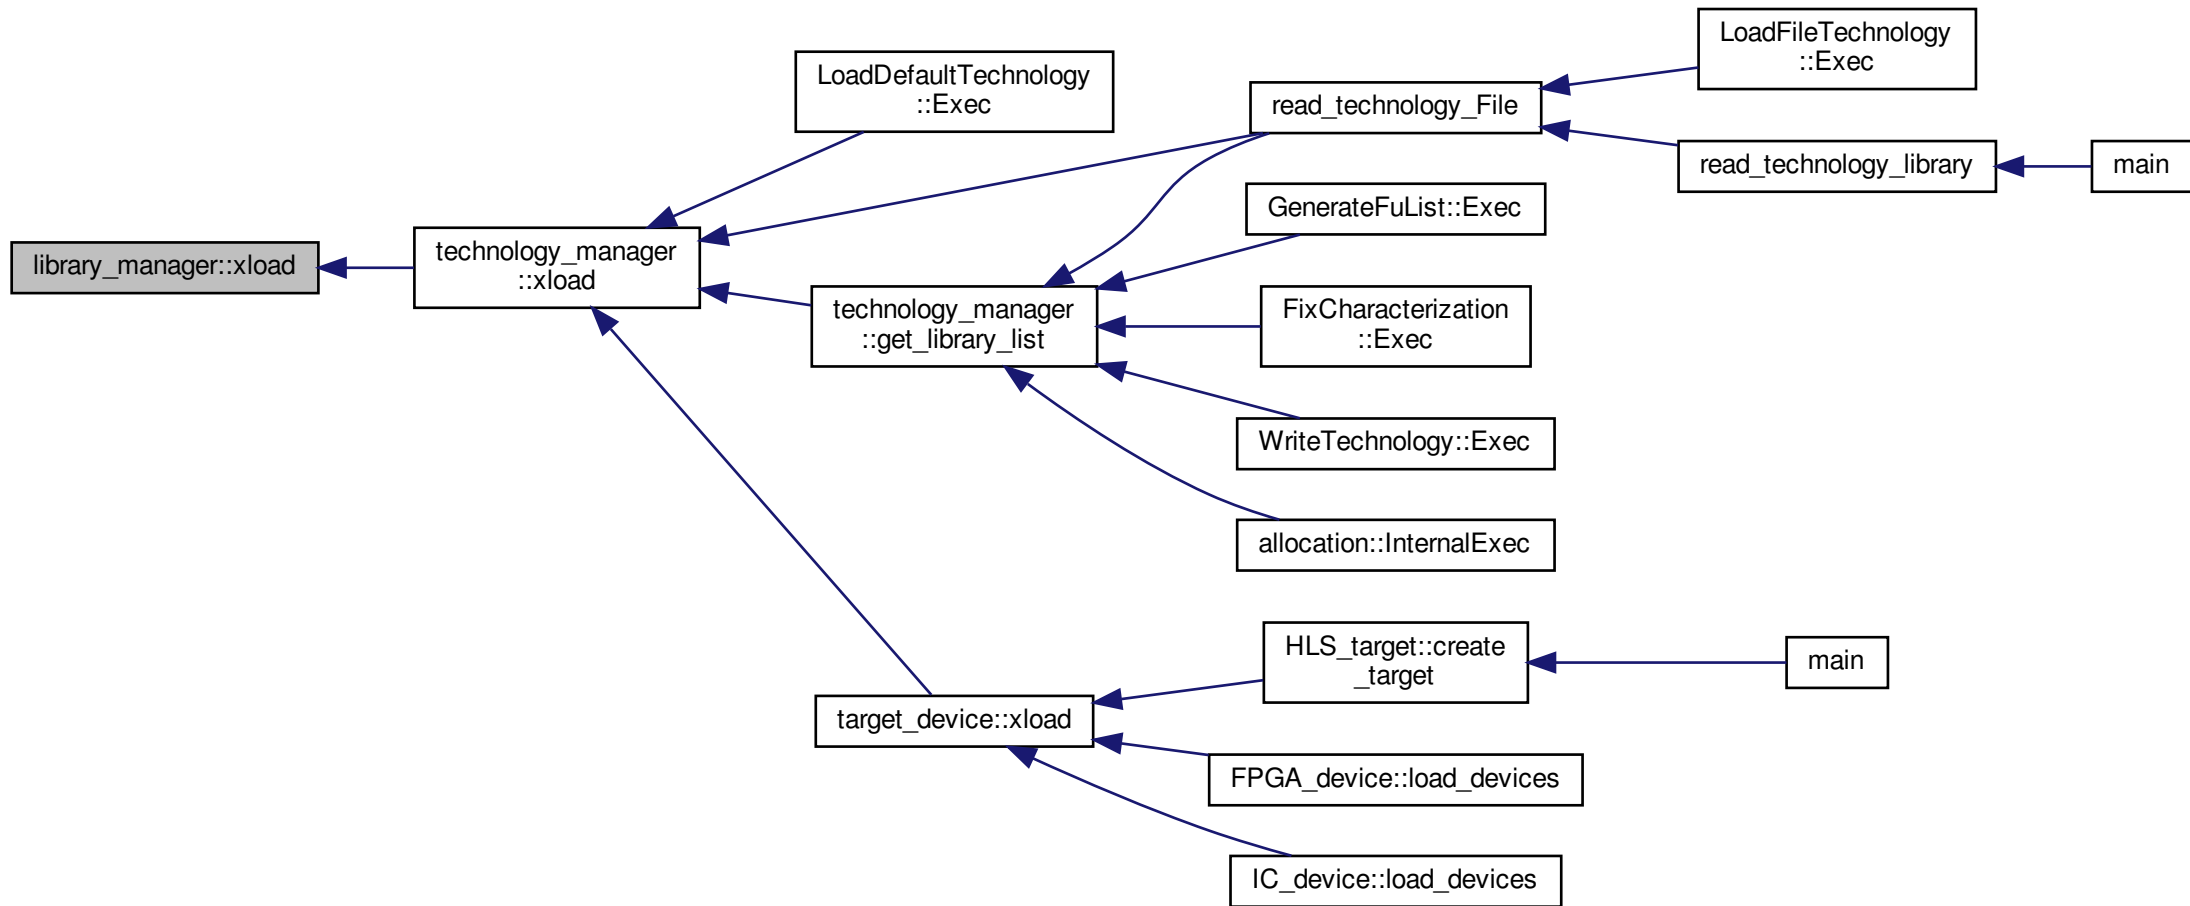 library_manager::xload
technology_manager
::xload
LoadDefaultTechnology
::Exec
technology_manager
::get_library_list
target_device::xload
read_technology_File
GenerateFuList::Exec
FixCharacterization
::Exec
WriteTechnology::Exec
allocation::InternalExec
HLS_target::create
_target
FPGA_device::load_devices
IC_device::load_devices
LoadFileTechnology
::Exec
read_technology_library
main
main